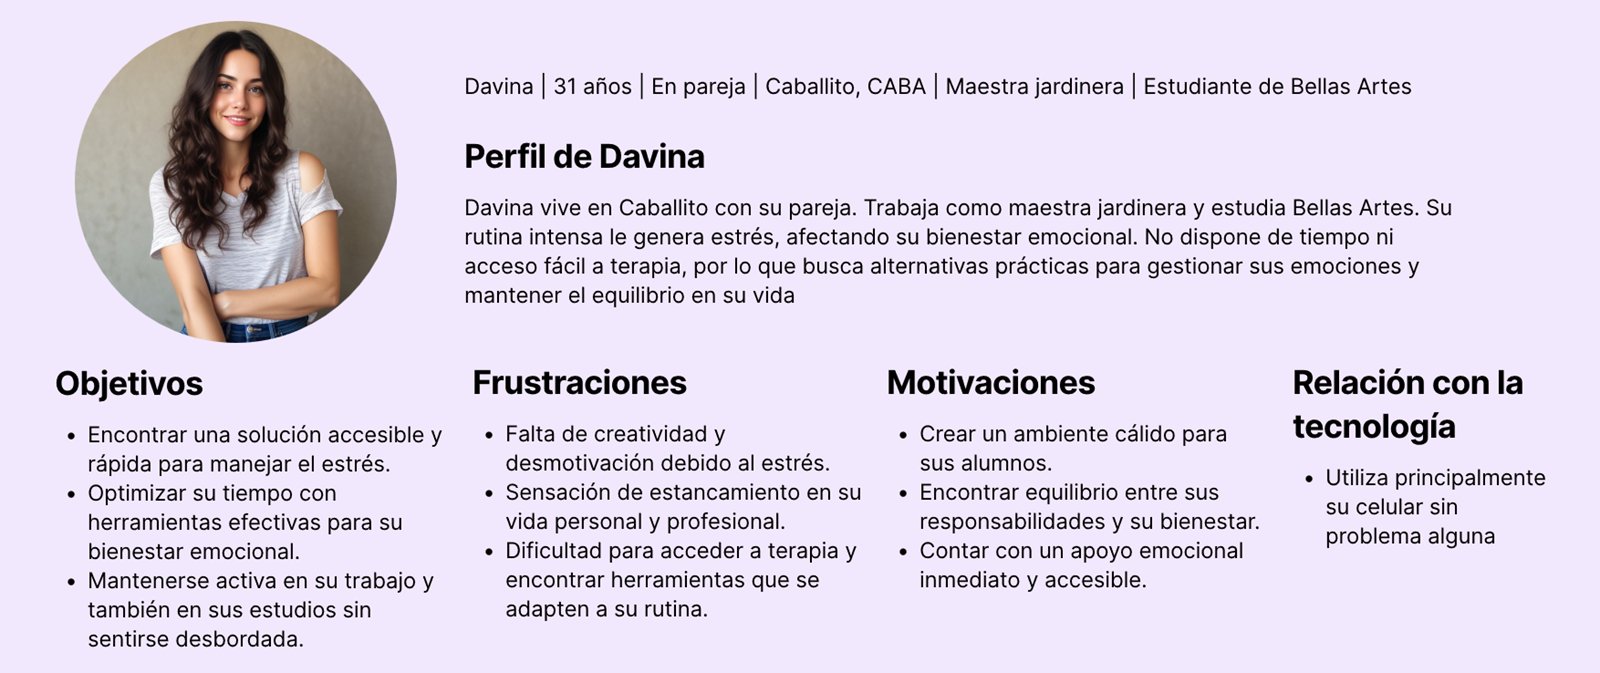 Davina | 31 años | En pareja | Caballito, CABA | Maestra jardinera | Estudiante de Bellas Artes
Perfil de Davina
Davina vive en Caballito con su pareja. Trabaja como maestra jardinera y estudia Bellas Artes. Su
rutina intensa le genera estrés, afectando su bienestar emocional. No dispone de tiempo ni
acceso fácil a terapia, por lo que busca alternativas prácticas para gestionar sus emociones y
mantener el equilibrio en su vida
Objetivos
• Encontrar una solución accesible y
rápida para manejar el estrés.
• Optimizar su tiempo con
herramientas efectivas para su
bienestar emocional.
• Mantenerse activa en su trabajo y
también en sus estudios sin
sentirse desbordada.
Frustraciones
• Falta de creatividad y
desmotivación debido al estrés.
• Sensación de estancamiento en su
vida personal y profesional.
• Dificultad para acceder a terapia y
encontrar herramientas que se
adapten a su rutina.
Motivaciones
• Crear un ambiente cálido para
sus alumnos.
• Encontrar equilibrio entre sus
responsabilidades y su bienestar.
• Contar con un apoyo emocional
inmediato y accesible.
Relación con la
tecnología
• Utiliza principalmente
su celular sin
problema alguna